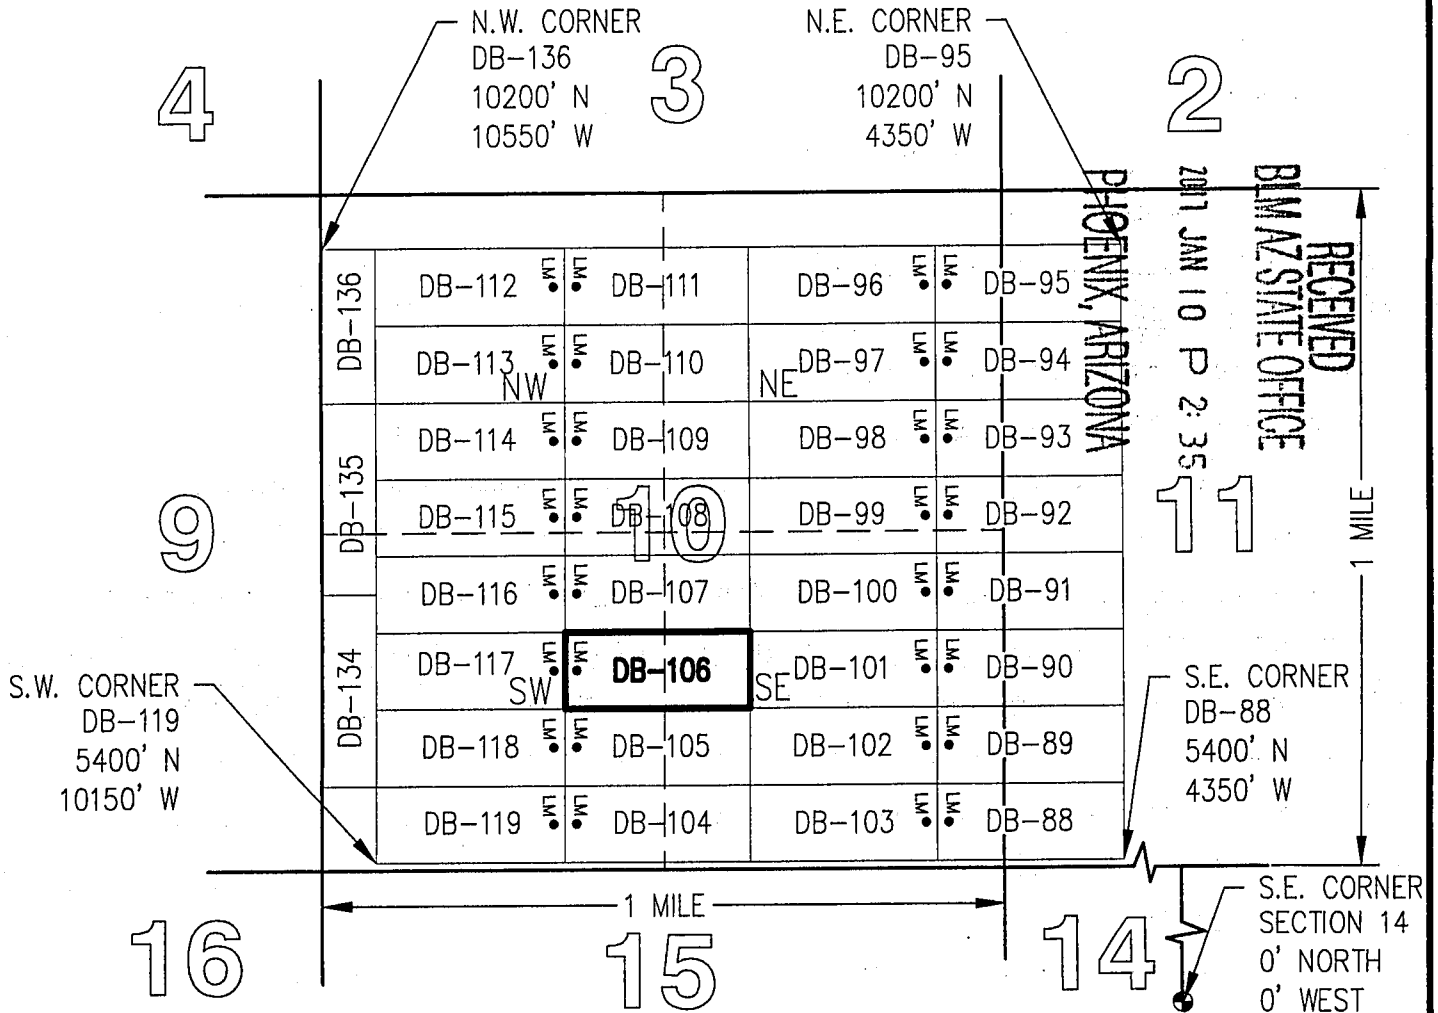 N.W. CORNER
DB-136
10200' N
10550' W
N.E. CORNER
DB-95
10200' N
4350' W
4
3
2
RECEIVED
BLM AZ STATE OFFICE
2011 JAN 10 P 2:35
PHOENIX, ARIZONA
DB-136
DB-112 LM
LM DB-111
DB-96 LM
LM DB-95
DB-113 LM
LM DB-110
DB-97 LM
LM DB-94
NW
NE
DB-135
DB-114 LM
LM DB-109
DB-98 LM
LM DB-93
DB-115 LM
LM DB-108
DB-99 LM
LM DB-92
9
10
11
1 MILE
DB-116 LM
LM DB-107
DB-100 LM
LM DB-91
DB-134
DB-117 LM
LM DB-106
DB-101 LM
LM DB-90
SW
SE
DB-118 LM
LM DB-105
DB-102 LM
LM DB-89
DB-119 LM
LM DB-104
DB-103 LM
LM DB-88
S.W. CORNER
DB-119
5400' N
10150' W
S.E. CORNER
DB-88
5400' N
4350' W
1 MILE
16
15
14
S.E. CORNER
SECTION 14
0' NORTH
0' WEST